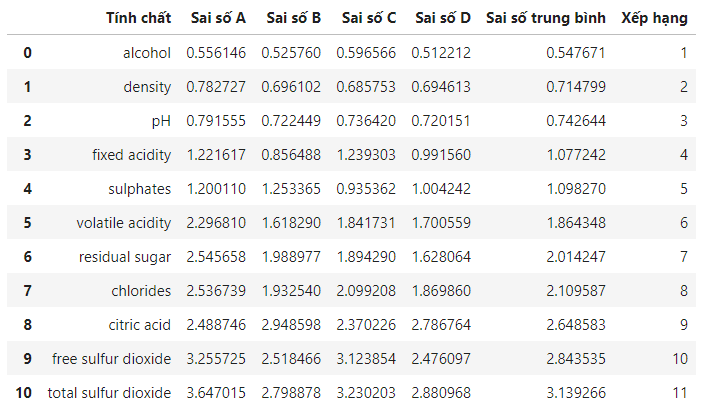 Tính chất Sai số A Sai số B Sai số C Sai số D Sai số trung bình Xếp hạng
0 alcohol 0.556146 0.525760 0.596566 0.512212 0.547671 1
1 density 0.782727 0.696102 0.685753 0.694613 0.714799 2
2 pH 0.791555 0.722449 0.736420 0.720151 0.742644 3
3 fixed acidity 1.221617 0.856488 1.239303 0.991560 1.077242 4
4 sulphates 1.200110 1.253365 0.935362 1.004242 1.098270 5
5 volatile acidity 2.296810 1.618290 1.841731 1.700559 1.864348 6
6 residual sugar 2.545658 1.988977 1.894290 1.628064 2.014247 7
7 chlorides 2.536739 1.932540 2.099208 1.869860 2.109587 8
8 citric acid 2.488746 2.948598 2.370226 2.786764 2.648583 9
9 free sulfur dioxide 3.255725 2.518466 3.123854 2.476097 2.843535 10
10 total sulfur dioxide 3.647015 2.798878 3.230203 2.880968 3.139266 11